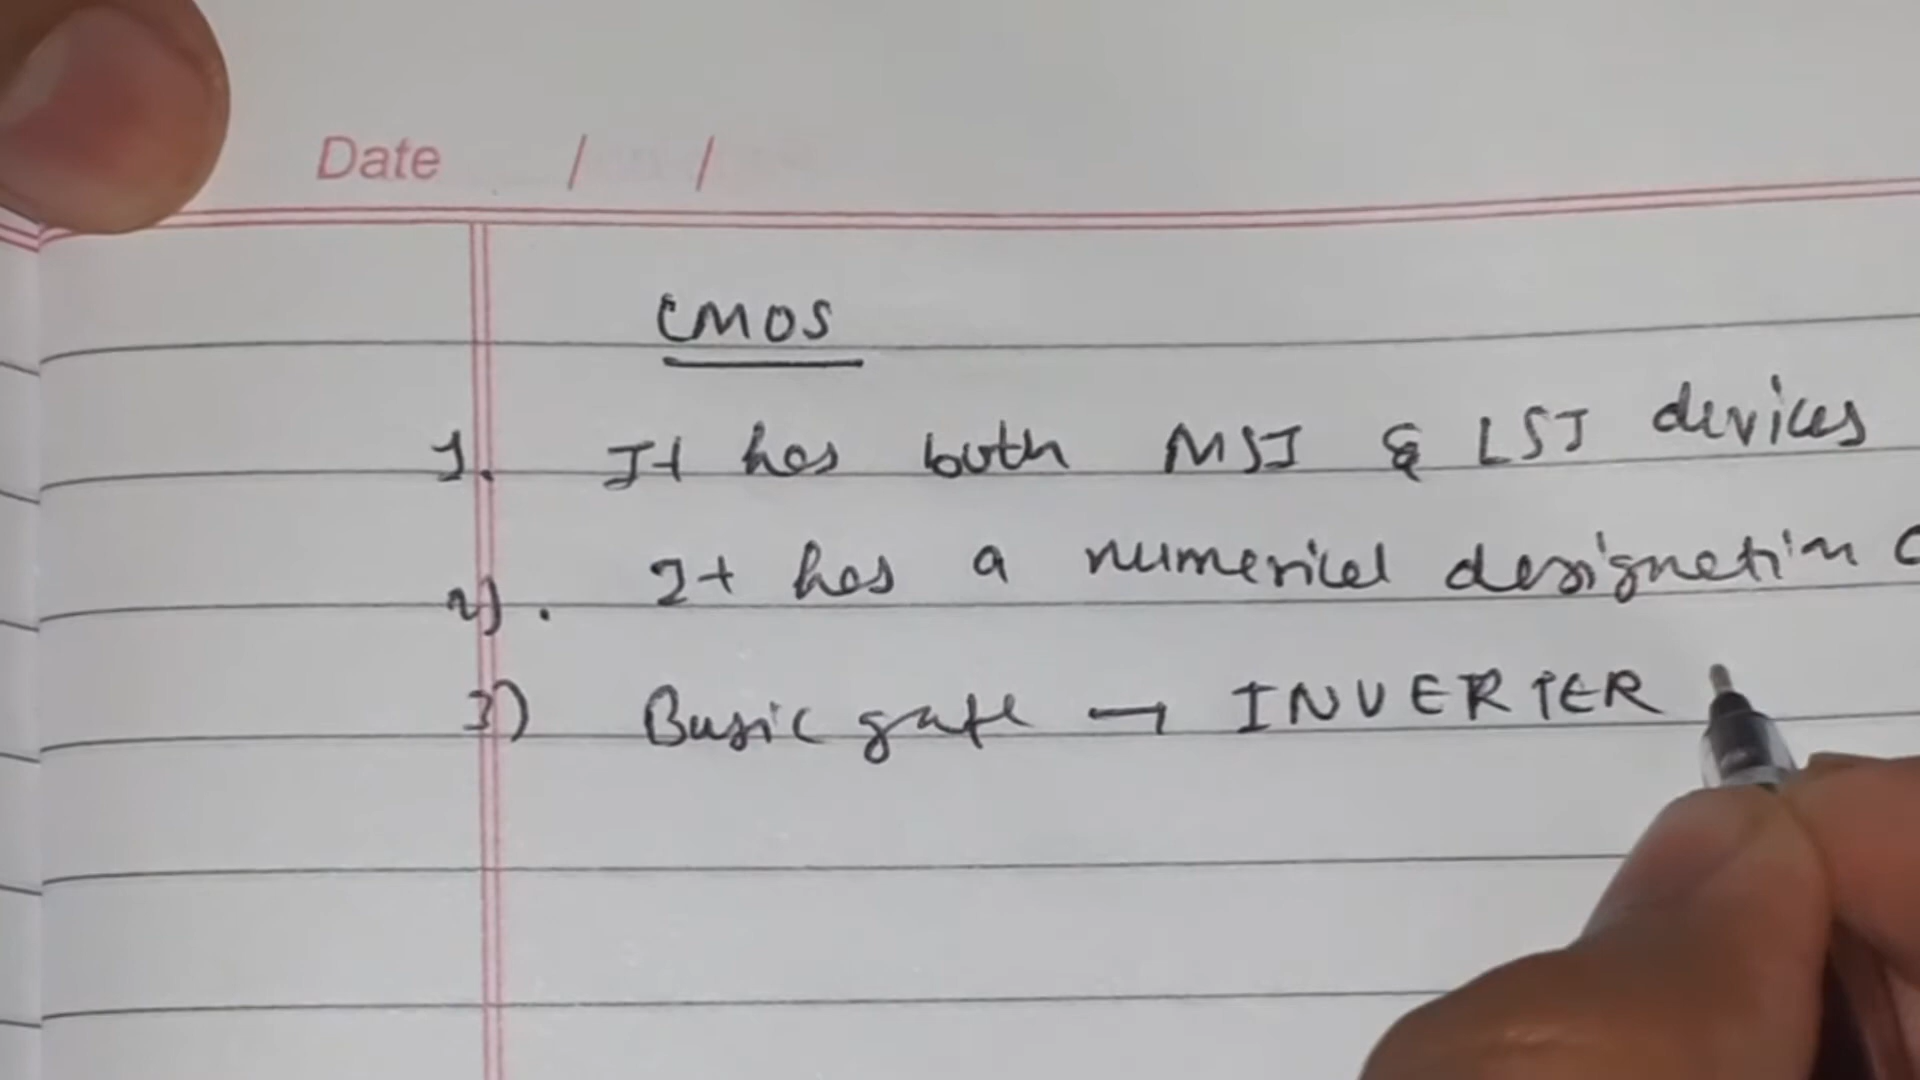 Date / /
CMOS
1. It has both MSI & LSI devices
2). It has a numerical designation
3) Basic gate → INVERTER